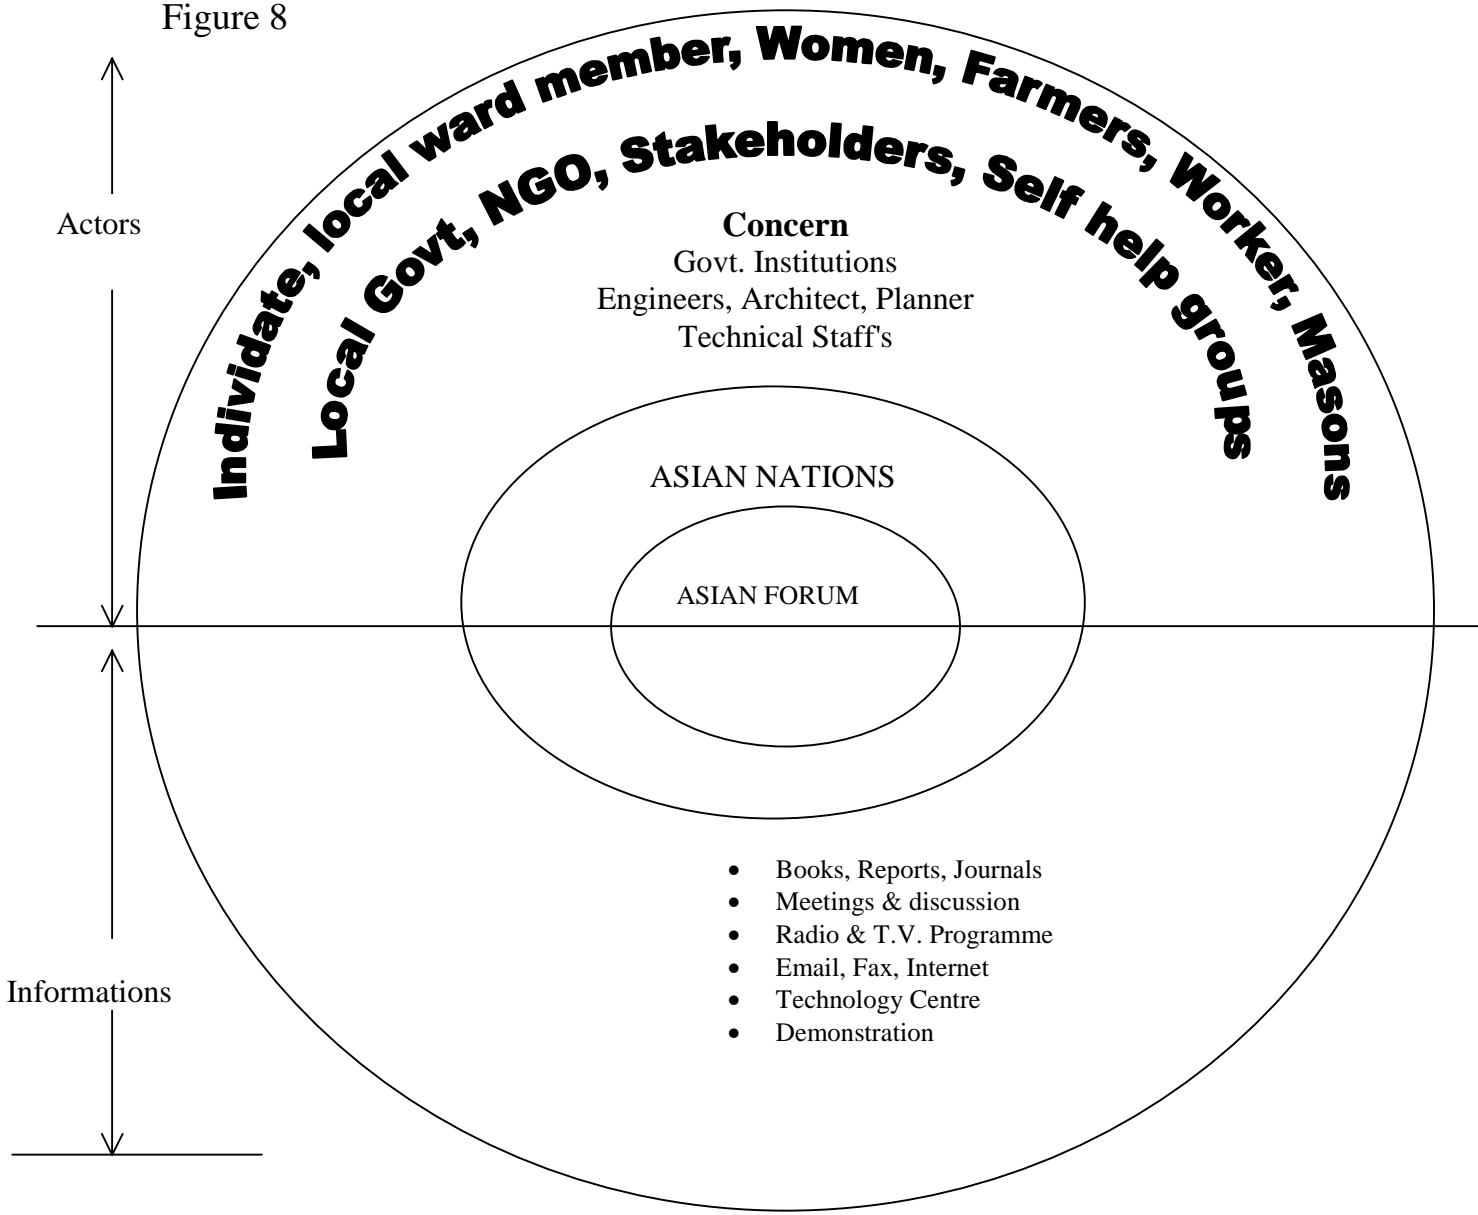 Figure 8
Individate, local ward member, Women, Farmers, Worker, Masons
Local Govt, NGO, Stakeholders, Self help groups
Actors
Concern
Govt. Institutions
Engineers, Architect, Planner
Technical Staff's
ASIAN NATIONS
ASIAN FORUM
• Books, Reports, Journals
• Meetings & discussion
• Radio & T.V. Programme
• Email, Fax, Internet
• Technology Centre
• Demonstration
Informations